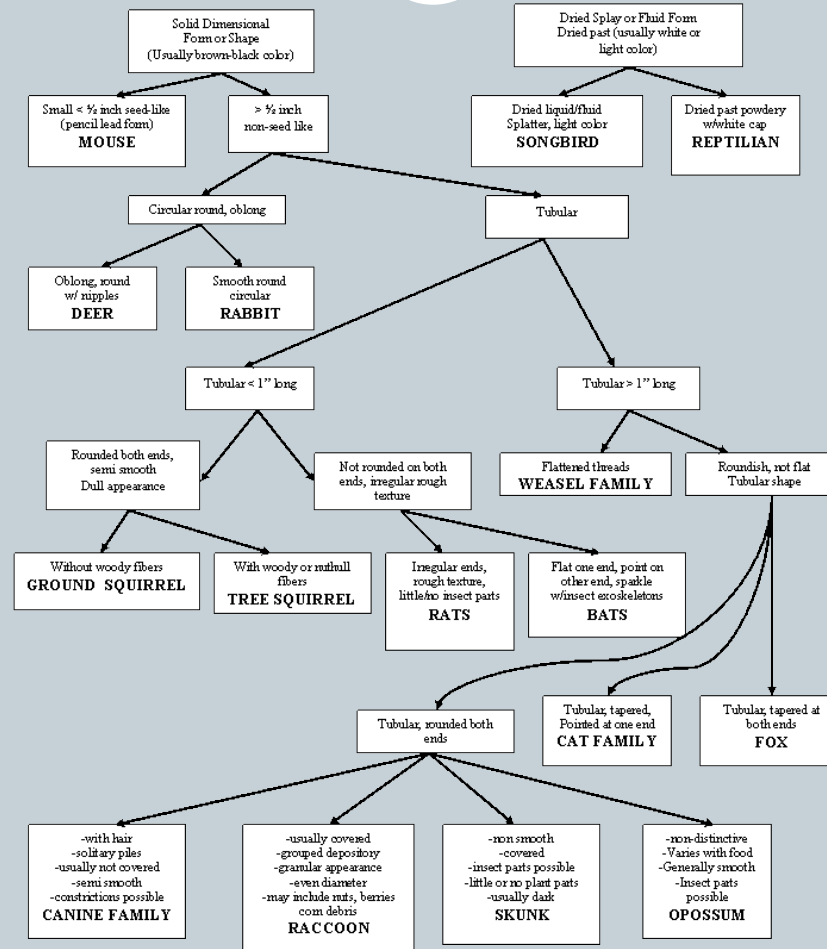 Solid Dimensional
Form or Shape
(Usually brown-black color)
Dried Splay or Fluid Form
Dried past (usually white or
light color)
Small < ½ inch seed-like
(pencil lead form)
MOUSE
> ½ inch
non-seed like
Dried liquid/fluid
Splatter, light color
SONGBIRD
Dried past powdery
w/white cap
REPTILIAN
Circular round, oblong
Tubular
Oblong, round
w/ nipples
DEER
Smooth round
circular
RABBIT
Tubular < 1” long
Tubular > 1” long
Rounded both ends,
semi smooth
Dull appearance
Not rounded on both
ends, irregular rough
texture
Flattened threads
WEASEL FAMILY
Roundish, not flat
Tubular shape
Without woody fibers
GROUND SQUIRREL
With woody or nuthull
fibers
TREE SQUIRREL
Irregular ends,
rough texture,
little/no insect parts
RATS
Flat one end, point on
other end, sparkle
w/insect exoskeletons
BATS
Tubular, rounded both
ends
Tubular, tapered,
Pointed at one end
CAT FAMILY
Tubular, tapered at
both ends
FOX
-with hair
-solitary piles
-usually not covered
-semi smooth
-constrictions possible
CANINE FAMILY
-usually covered
-grouped depository
-granular appearance
-even diameter
-may include nuts, berries
corn debris
RACCOON
-non smooth
-covered
-insect parts possible
-little or no plant parts
-usually dark
SKUNK
-non-distinctive
-Varies with food
-Generally smooth
-Insect parts
possible
OPOSSUM